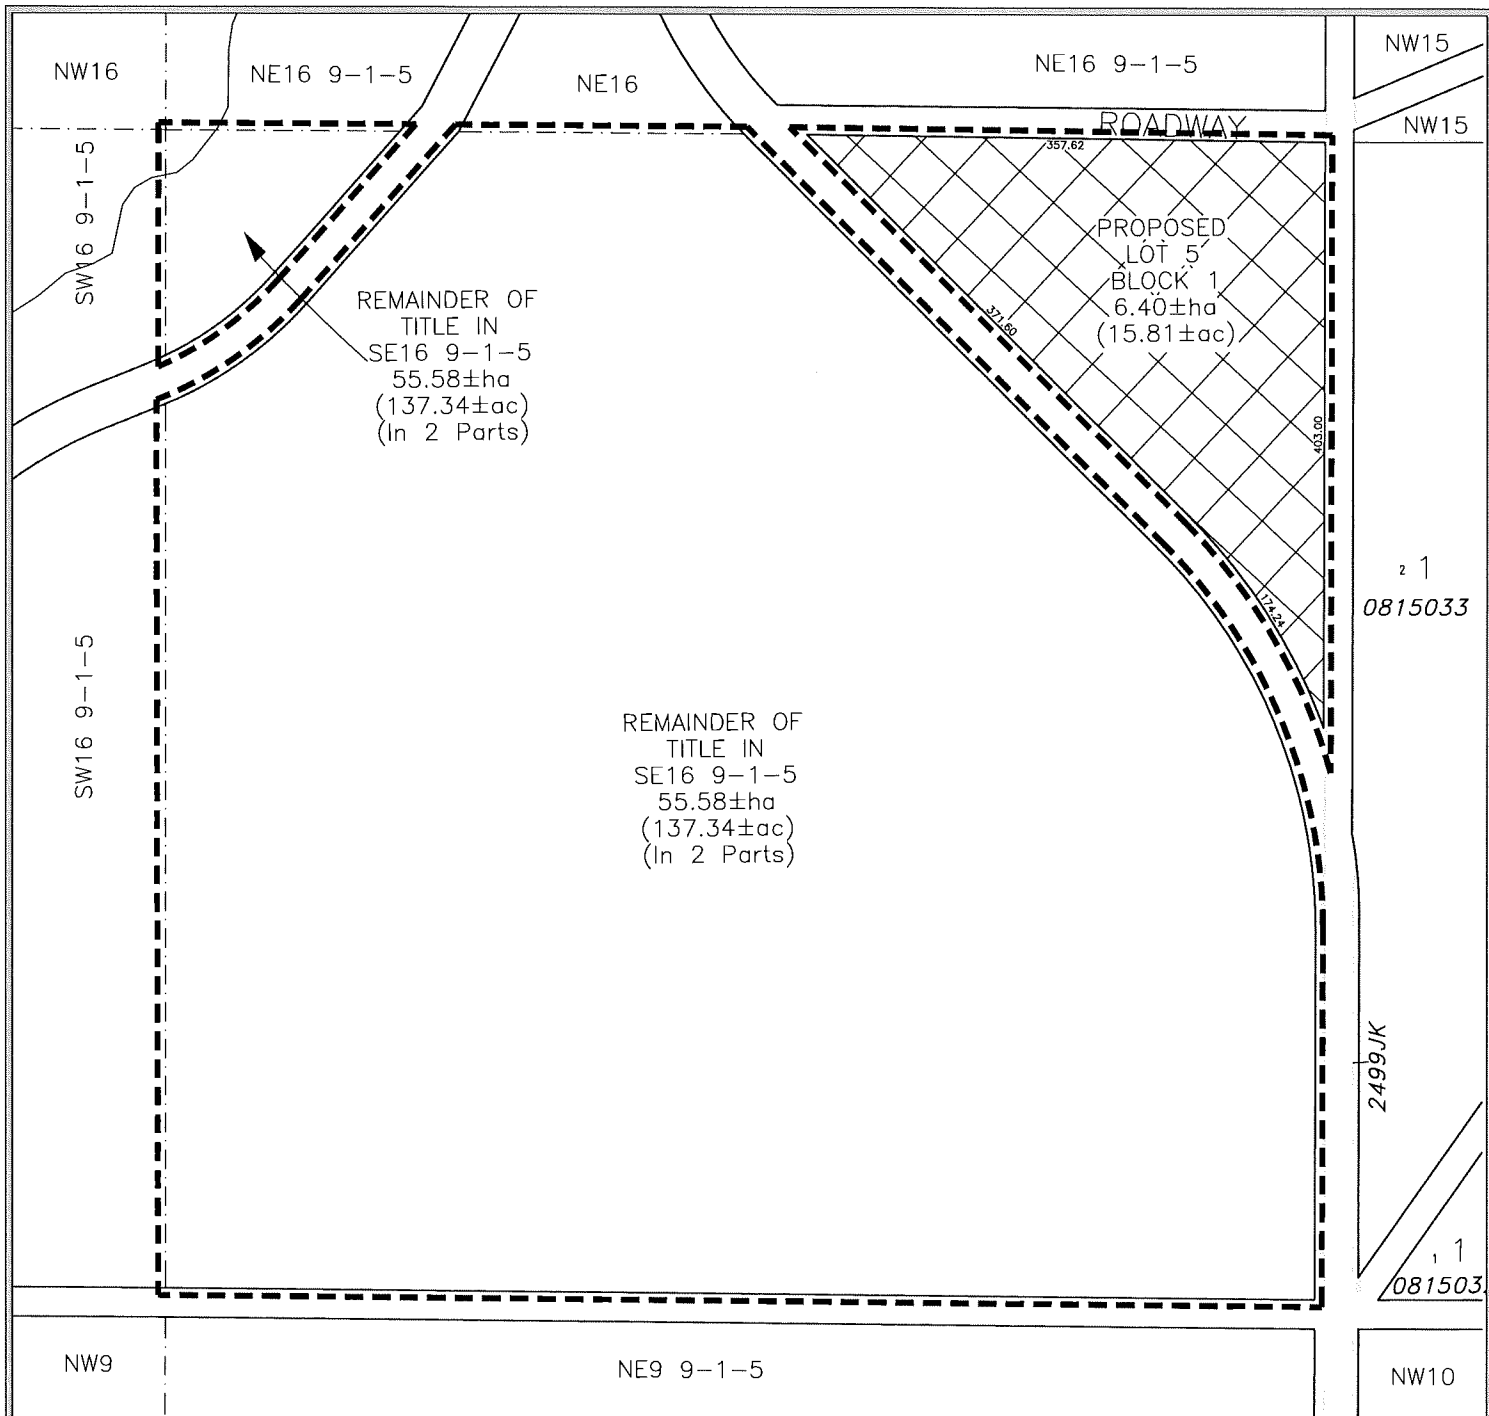 NW16
NE16 9-1-5
NE16
NE16 9-1-5
NW15
ROADWAY
NW15
357.62
SW16 9-1-5
PROPOSED
LOT 5
BLOCK 1
6.40±ha
(15.81±ac)
REMAINDER OF
TITLE IN
SE16 9-1-5
55.58±ha
(137.34±ac)
(In 2 Parts)
371.60
403.00
174.24
2 1
0815033
SW16 9-1-5
REMAINDER OF
TITLE IN
SE16 9-1-5
55.58±ha
(137.34±ac)
(In 2 Parts)
2499JK
1 1
081503
NW9
NE9 9-1-5
NW10